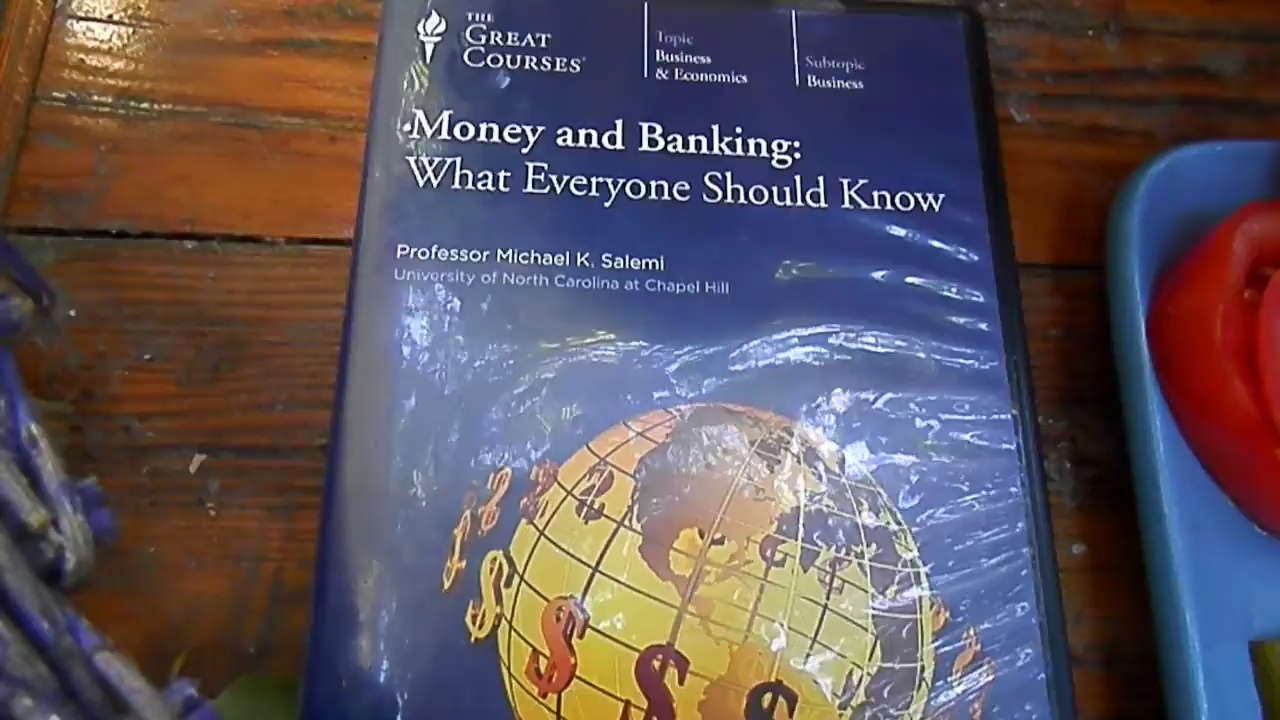 THE
GREAT
COURSES
Topic
Business
& Economics
Subtopic
Business
Money and Banking:
What Everyone Should Know
Professor Michael K. Salemi
University of North Carolina at Chapel Hill
$
$
$
$
$